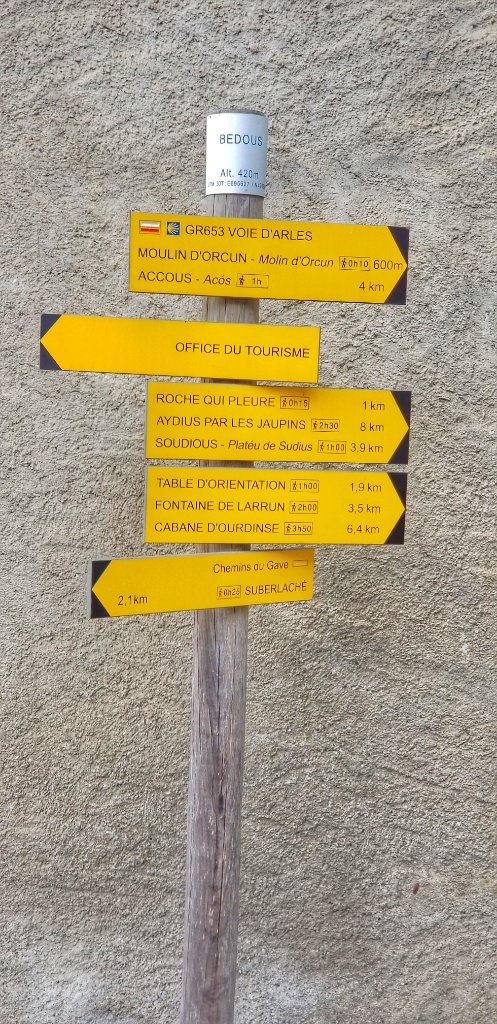 BEDOUS
Alt. 420m
GR653 VOIE D'ARLES
MOULIN D'ORCUN - Molin d'Orcun 0h10 600m
ACCOUS - Acós 1h 4 km
OFFICE DU TOURISME
ROCHE QUI PLEURE 0h15 1 km
AYDIUS PAR LES JAUPINS 2h30 8 km
SOUDIOUS - Platèu de Sudius 1h00 3,9 km
TABLE D'ORIENTATION 1h00 1,9 km
FONTAINE DE LARRUN 2h00 3,5 km
CABANE D'OURDINSE 3h50 6,4 km
Chemins du Gave
2,1km 0h25 SUBERLACHÉ